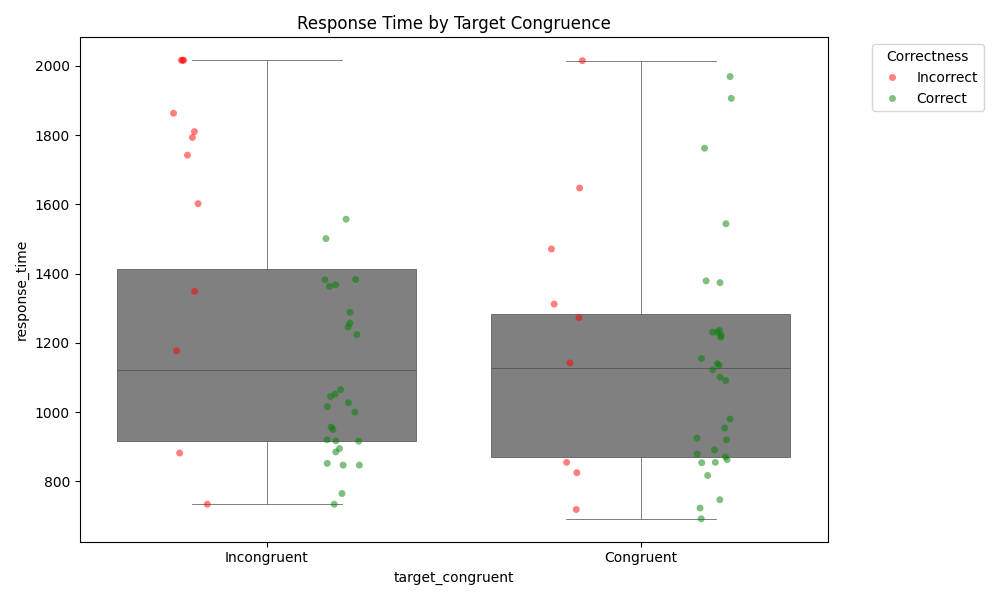 Response Time by Target Congruence
response_time
2000
1800
1600
1400
1200
1000
800
Incongruent
Congruent
target_congruent
Correctness
Incorrect
Correct